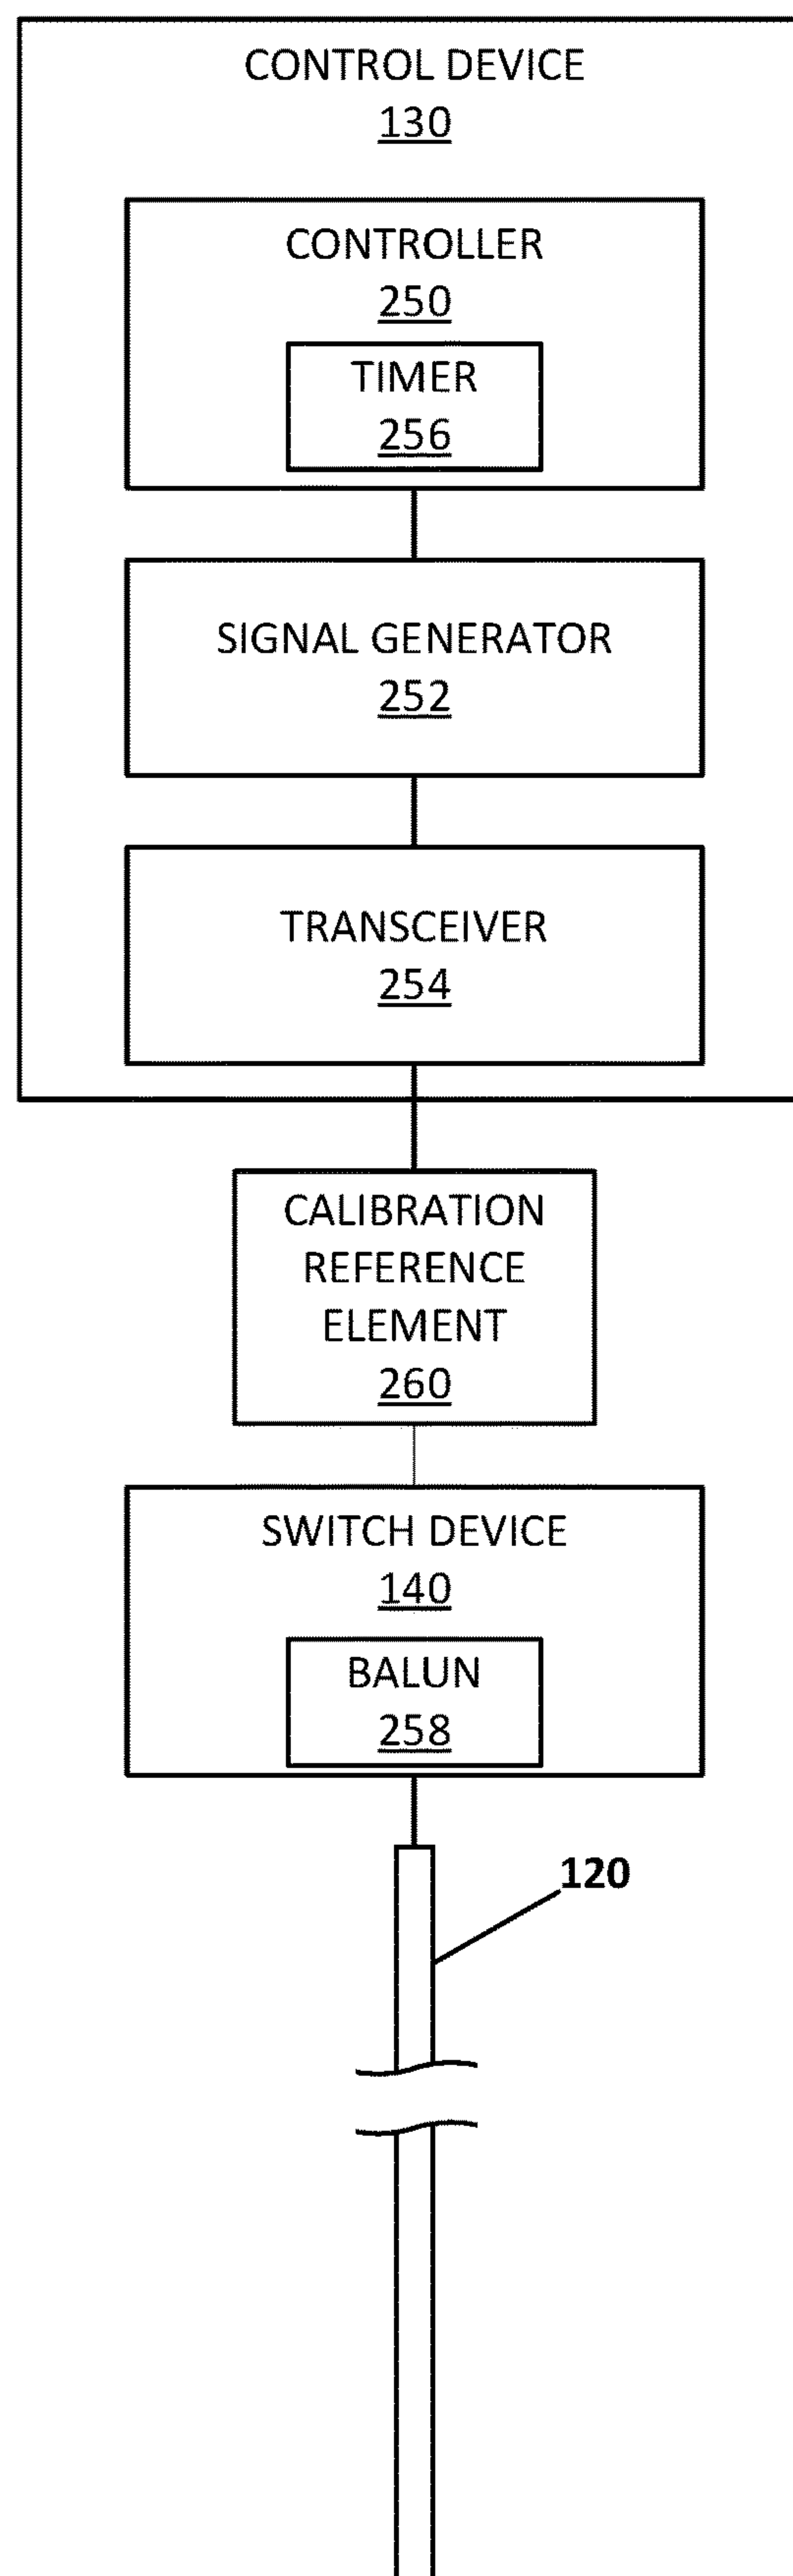 CONTROL DEVICE
130
CONTROLLER
250
TIMER
256
SIGNAL GENERATOR
252
TRANSCEIVER
254
CALIBRATION
REFERENCE
ELEMENT
260
SWITCH DEVICE
140
BALUN
258
120